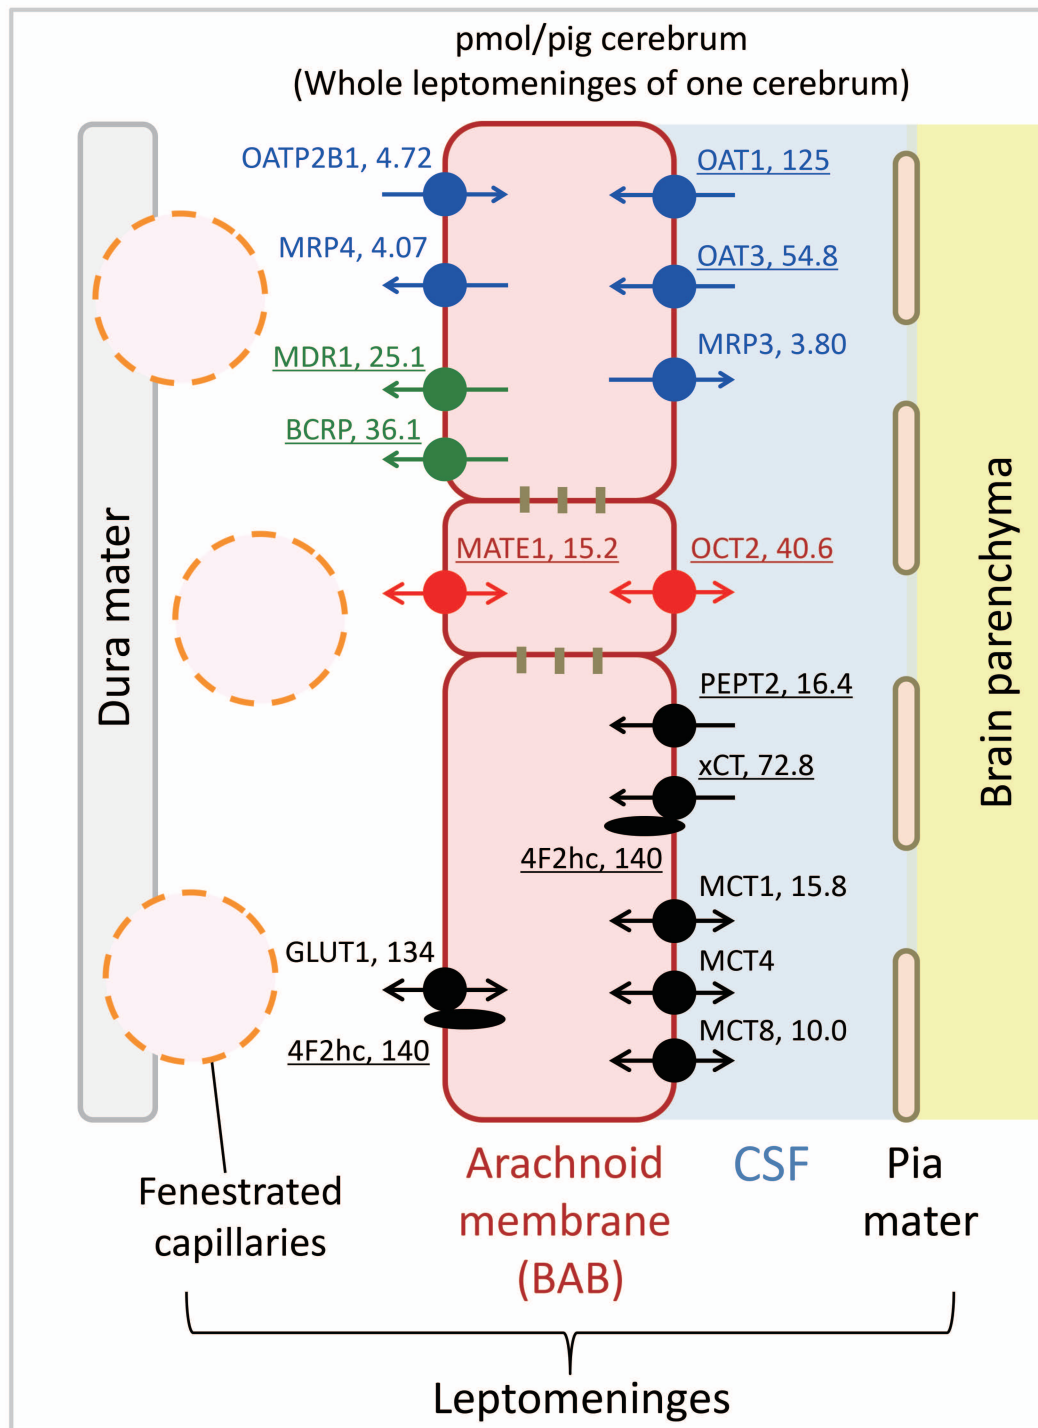 pmol/pig cerebrum
(Whole leptomeninges of one cerebrum)
OATP2B1, 4.72
OAT1, 125
MRP4, 4.07
OAT3, 54.8
MDR1, 25.1
MRP3, 3.80
BCRP, 36.1
MATE1, 15.2
OCT2, 40.6
Dura mater
Brain parenchyma
PEPT2, 16.4
xCT, 72.8
4F2hc, 140
MCT1, 15.8
GLUT1, 134
MCT4
MCT8, 10.0
4F2hc, 140
Fenestrated
capillaries
Arachnoid
membrane
(BAB)
CSF
Pia
mater
Leptomeninges